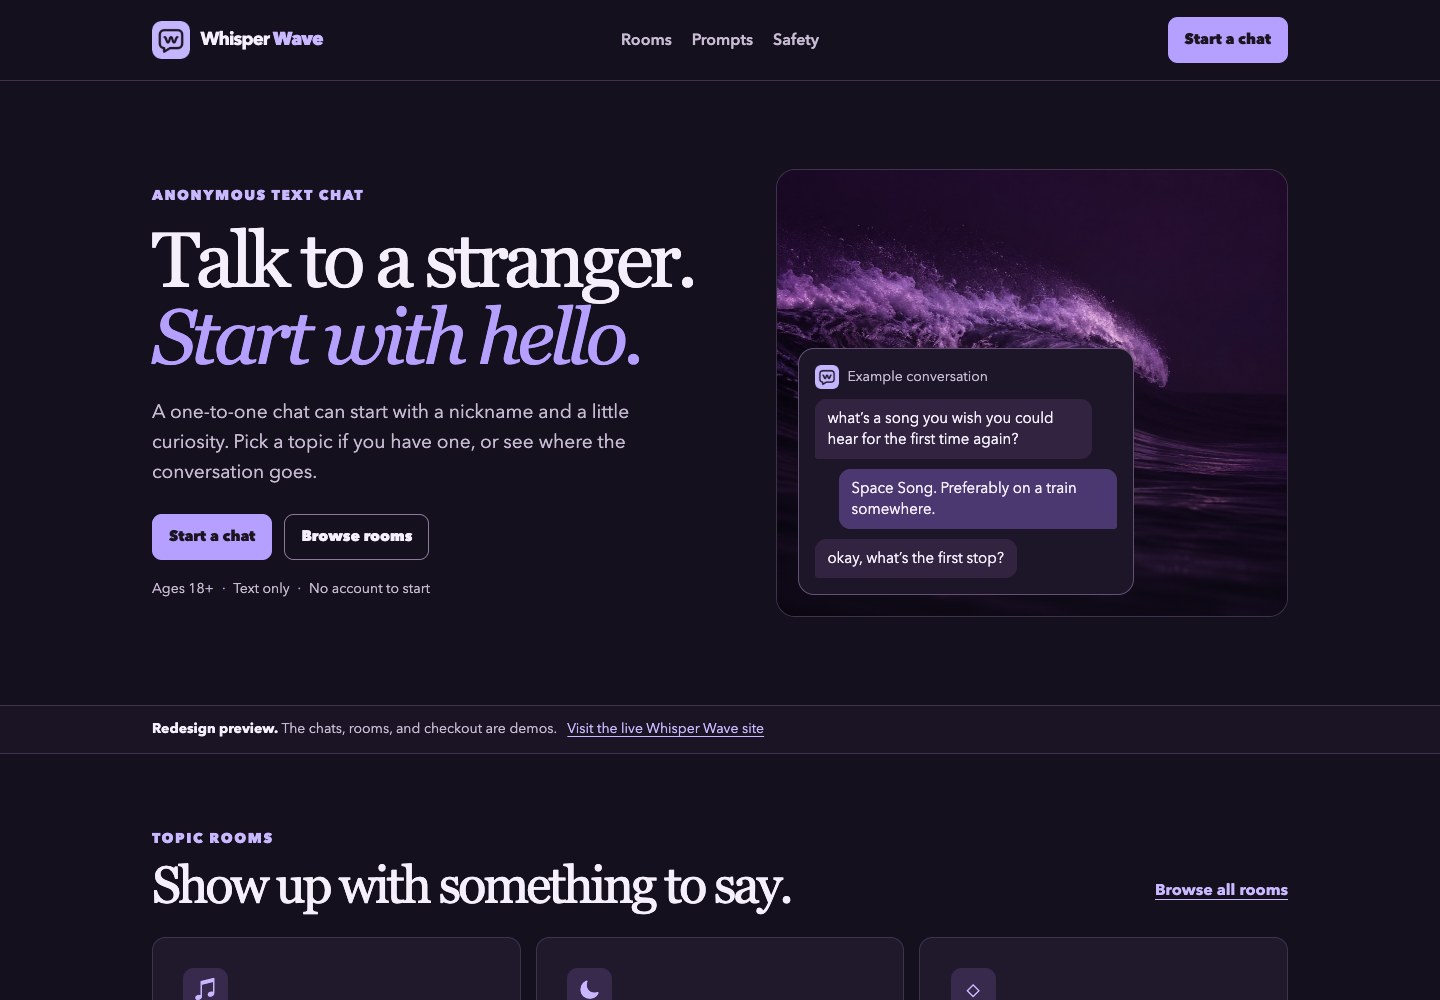 Whisper Wave
Rooms
Prompts
Safety
Start a chat
ANONYMOUS TEXT CHAT
Talk to a stranger.
Start with hello.
A one-to-one chat can start with a nickname and a little
curiosity. Pick a topic if you have one, or see where the
conversation goes.
Start a chat
Browse rooms
Ages 18+ · Text only · No account to start
Example conversation
what’s a song you wish you could
hear for the first time again?
Space Song. Preferably on a train
somewhere.
okay, what’s the first stop?
Redesign preview. The chats, rooms, and checkout are demos. Visit the live Whisper Wave site
TOPIC ROOMS
Show up with something to say.
Browse all rooms